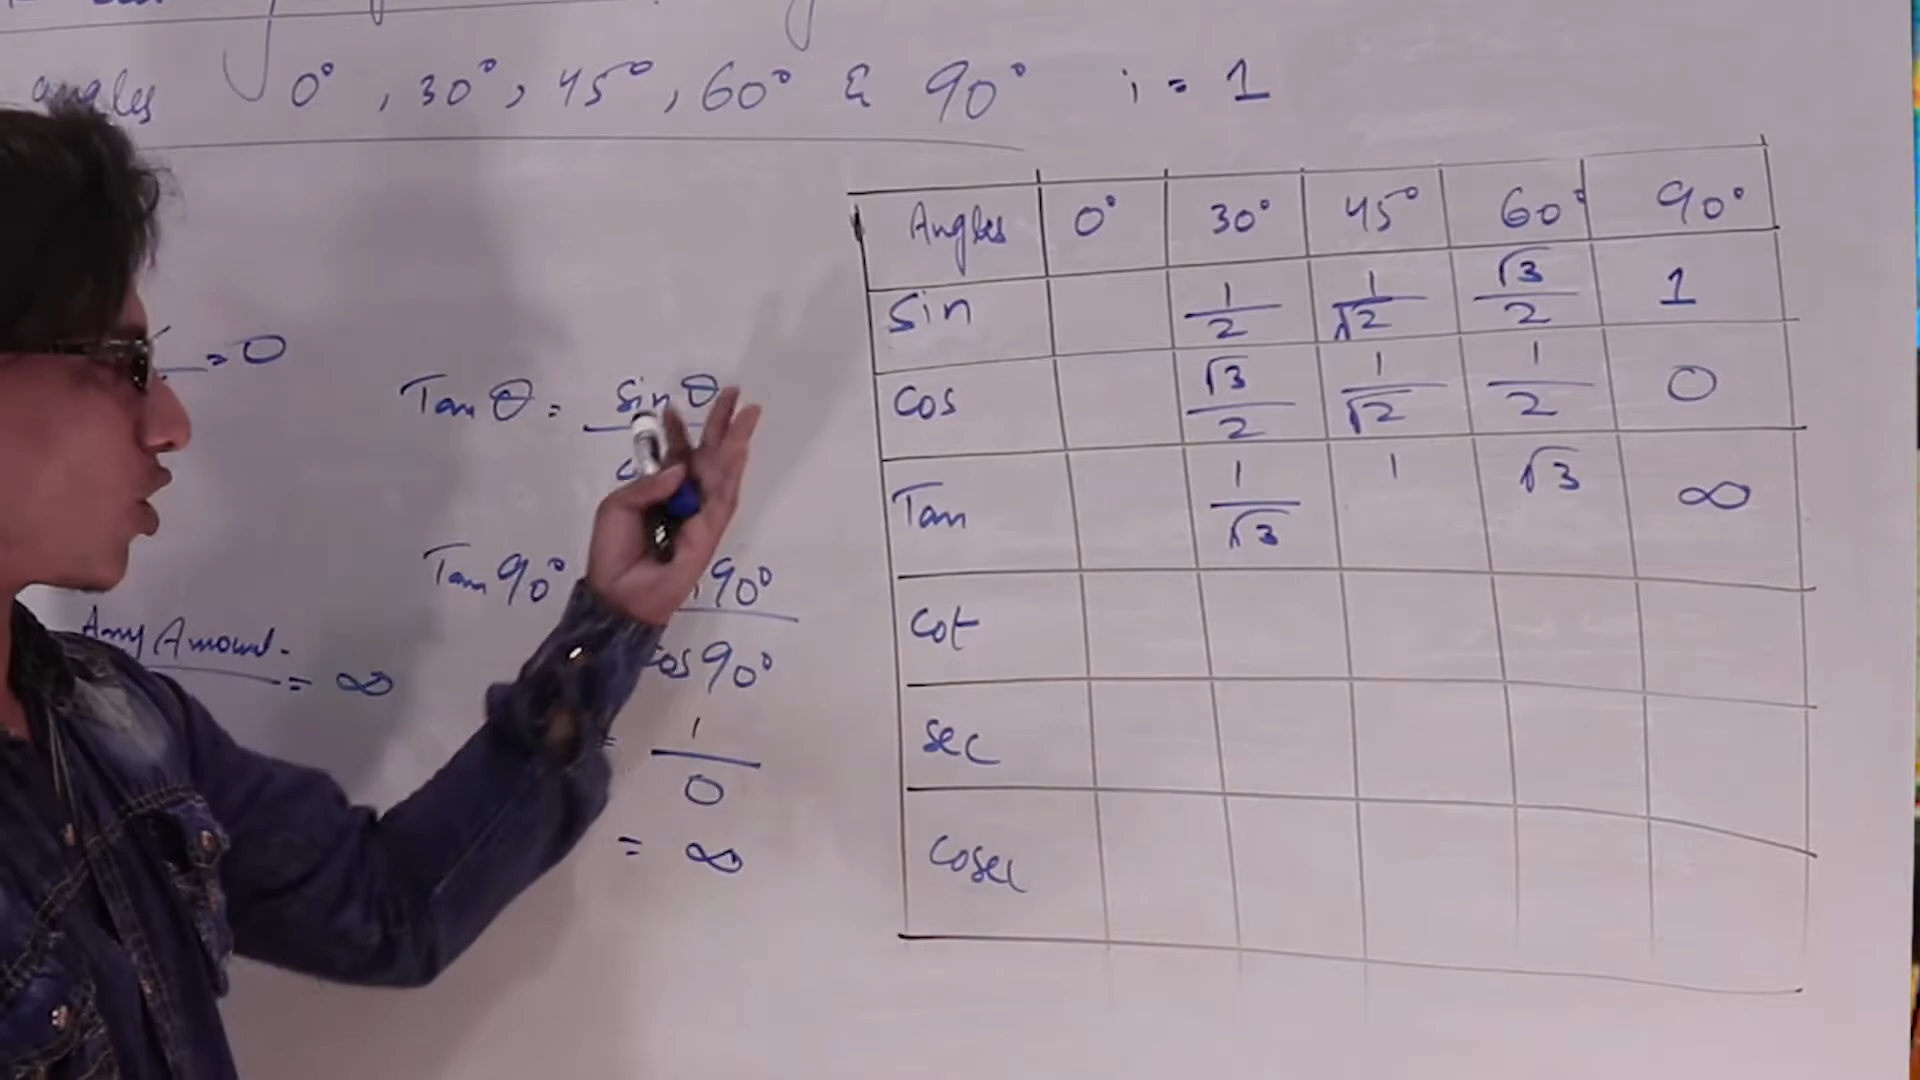 angles 0°, 30°, 45°, 60° & 90° i = 1
= 0
Tan θ = sin θ
Tan 90° 90°
cos 90°
Any Amount.
= ∞
= 1
0
= ∞
Angles 0° 30° 45° 60° 90°
Sin 1/2 1/√2 √3/2 1
Cos √3/2 1/√2 1/2 0
Tan 1/√3 1 √3 ∞
Cot
Sec
Cosec